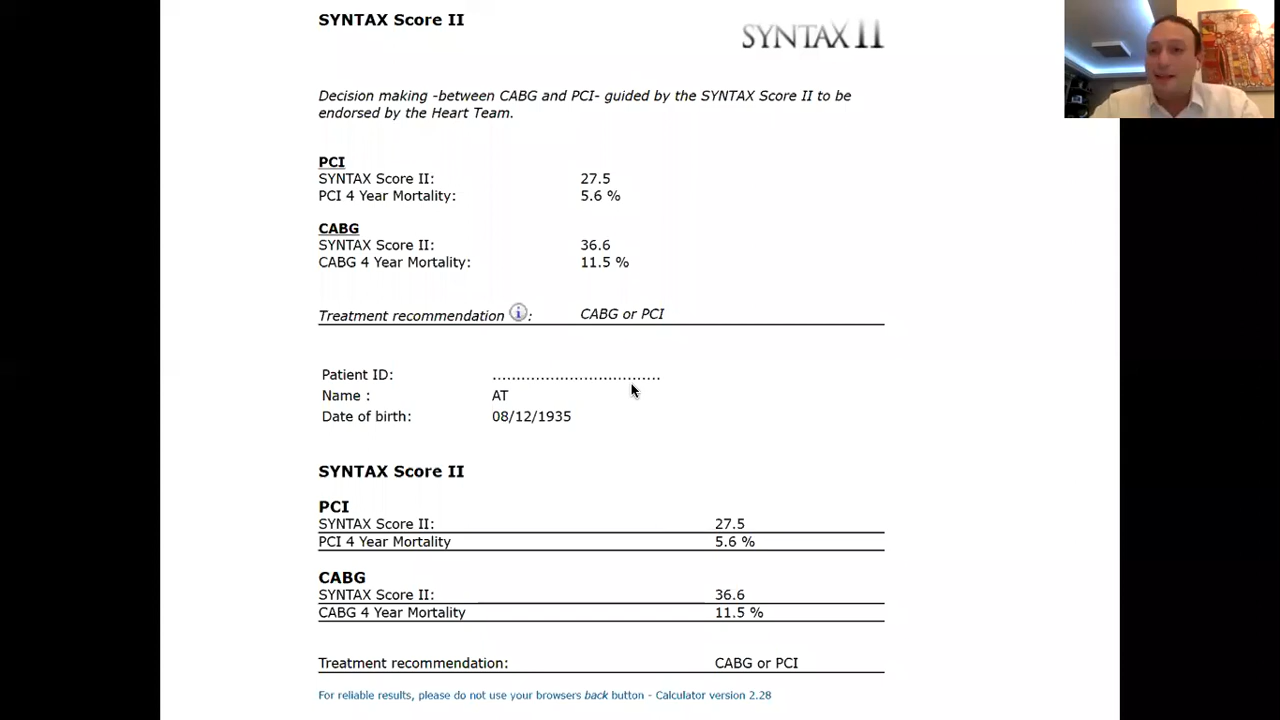 SYNTAX Score II
SYNTAX II
Decision making -between CABG and PCI- guided by the SYNTAX Score II to be
endorsed by the Heart Team.
PCI
SYNTAX Score II: 27.5
PCI 4 Year Mortality: 5.6 %
CABG
SYNTAX Score II: 36.6
CABG 4 Year Mortality: 11.5 %
Treatment recommendation i : CABG or PCI
Patient ID: ...................................
Name : AT
Date of birth: 08/12/1935
SYNTAX Score II
PCI
SYNTAX Score II: 27.5
PCI 4 Year Mortality 5.6 %
CABG
SYNTAX Score II: 36.6
CABG 4 Year Mortality 11.5 %
Treatment recommendation: CABG or PCI
For reliable results, please do not use your browsers back button - Calculator version 2.28